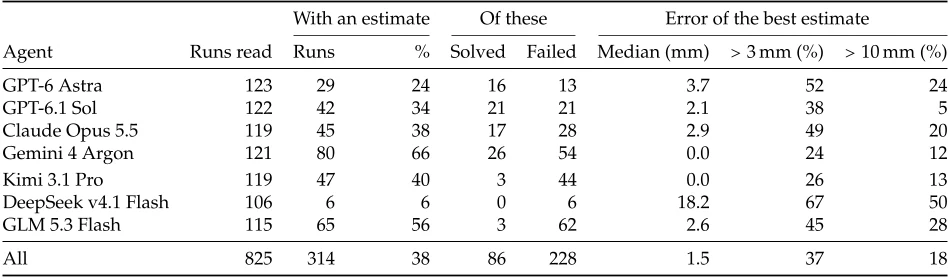 With an estimate Of these Error of the best estimate
Agent Runs read Runs % Solved Failed Median (mm) > 3 mm (%) > 10 mm (%)
GPT-6 Astra 123 29 24 16 13 3.7 52 24
GPT-6.1 Sol 122 42 34 21 21 2.1 38 5
Claude Opus 5.5 119 45 38 17 28 2.9 49 20
Gemini 4 Argon 121 80 66 26 54 0.0 24 12
Kimi 3.1 Pro 119 47 40 3 44 0.0 26 13
DeepSeek v4.1 Flash 106 6 6 0 6 18.2 67 50
GLM 5.3 Flash 115 65 56 3 62 2.6 45 28
All 825 314 38 86 228 1.5 37 18